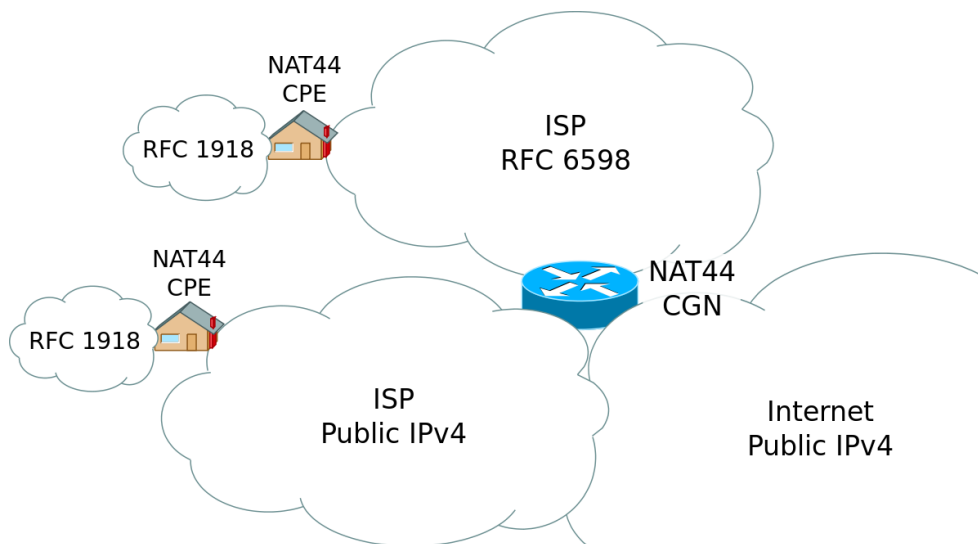 NAT44
CPE
RFC 1918
ISP
RFC 6598
NAT44
CPE
RFC 1918
NAT44
CGN
ISP
Public IPv4
Internet
Public IPv4